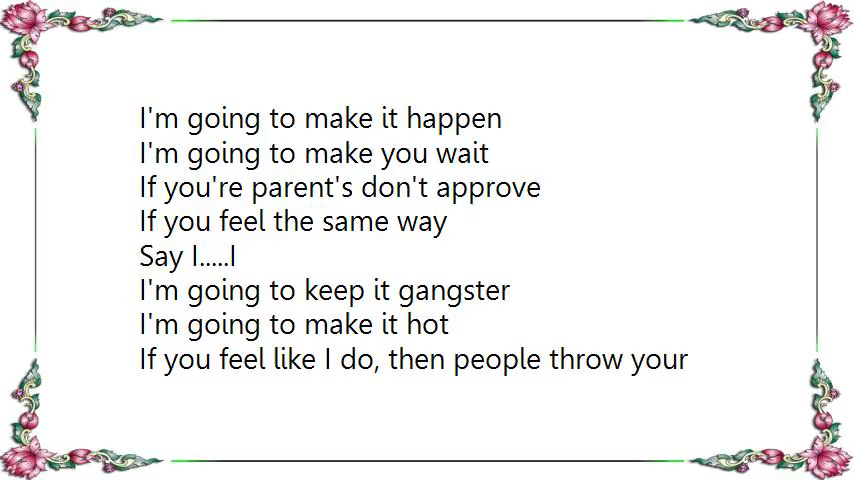 I'm going to make it happen
I'm going to make you wait
If you're parent's don't approve
If you feel the same way
Say I.....I
I'm going to keep it gangster
I'm going to make it hot
If you feel like I do, then people throw your